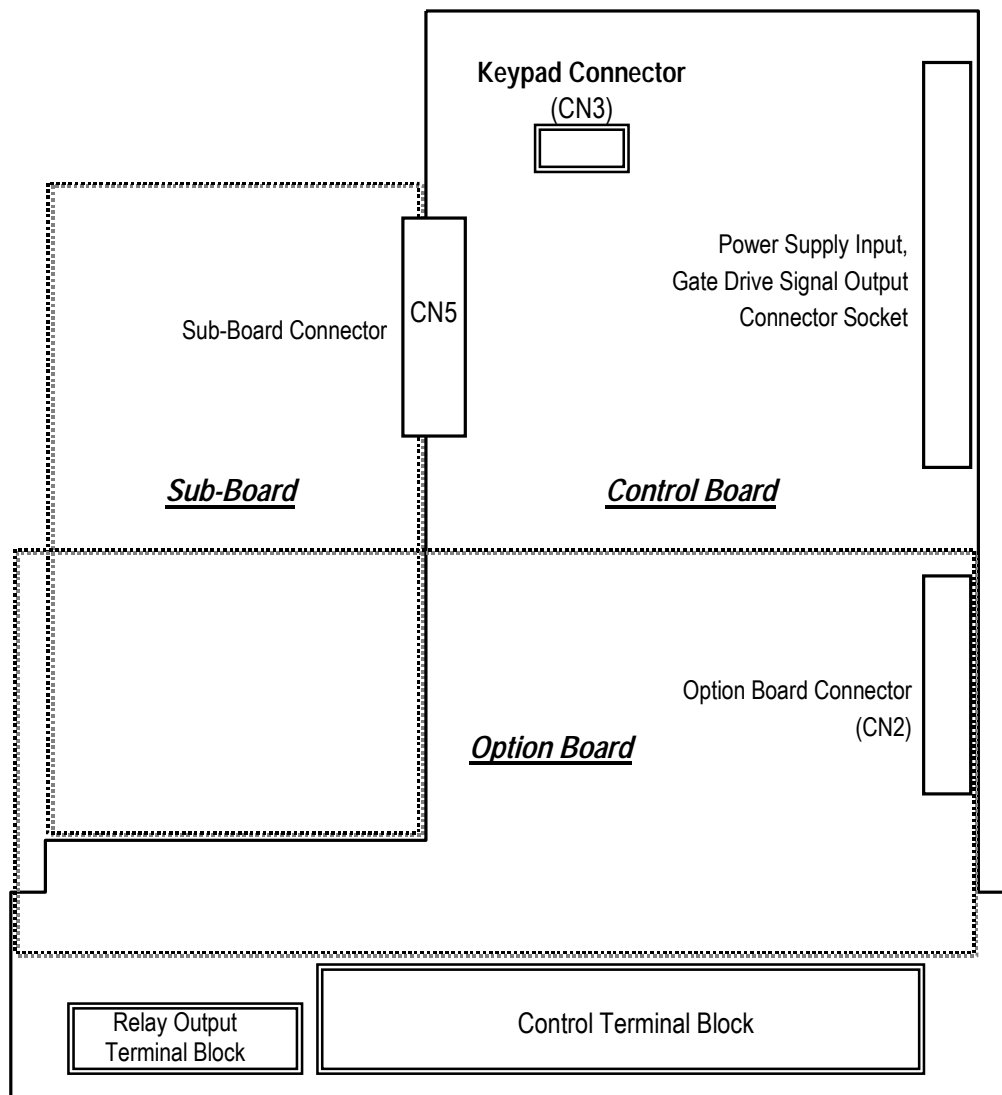 Keypad Connector
(CN3)
Power Supply Input,
Gate Drive Signal Output
Connector Socket
CN5
Sub-Board Connector
Sub-Board
Control Board
Option Board Connector
(CN2)
Option Board
Relay Output
Terminal Block
Control Terminal Block